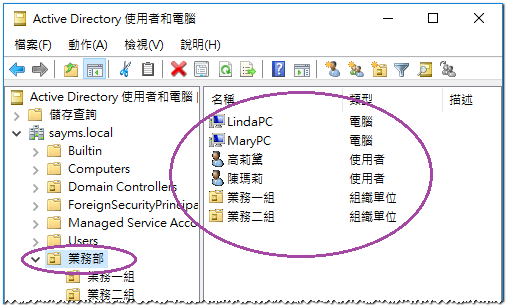 Active Directory 使用者和電腦
檔案(F) 動作(A) 檢視(V) 說明(H)
Active Directory 使用者和電腦
儲存查詢
sayms.local
Builtin
Computers
Domain Controllers
ForeignSecurityPrincipa
Managed Service Acco
Users
業務部
業務一組
業務二組
名稱 類型 描述
LindaPC 電腦
MaryPC 電腦
高莉黛 使用者
陳瑪莉 使用者
業務一組 組織單位
業務二組 組織單位